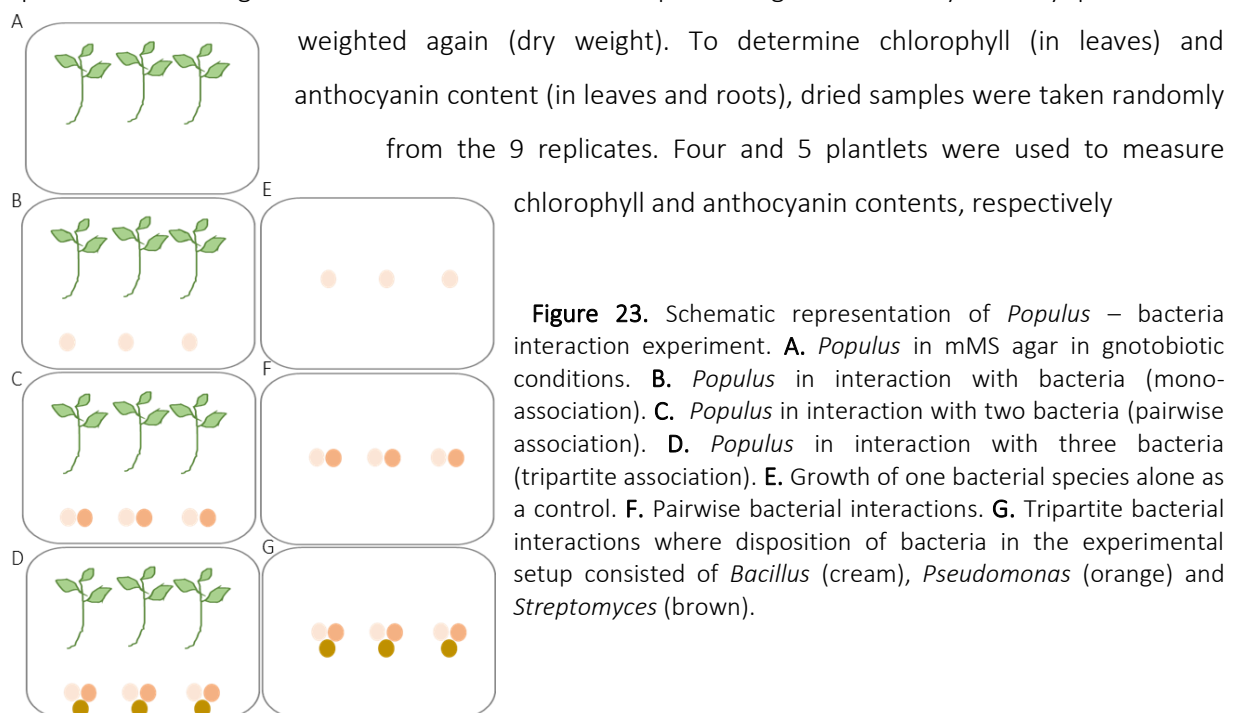 A
weighted again (dry weight). To determine chlorophyll (in leaves) and
anthocyanin content (in leaves and roots), dried samples were taken randomly
from the 9 replicates. Four and 5 plantlets were used to measure
chlorophyll and anthocyanin contents, respectively
B
E
Figure 23. Schematic representation of Populus – bacteria
interaction experiment. A. Populus in mMS agar in gnotobiotic
conditions. B. Populus in interaction with bacteria (mono-
association). C. Populus in interaction with two bacteria (pairwise
association). D. Populus in interaction with three bacteria
(tripartite association). E. Growth of one bacterial species alone as
a control. F. Pairwise bacterial interactions. G. Tripartite bacterial
interactions where disposition of bacteria in the experimental
setup consisted of Bacillus (cream), Pseudomonas (orange) and
Streptomyces (brown).
C
F
D
G